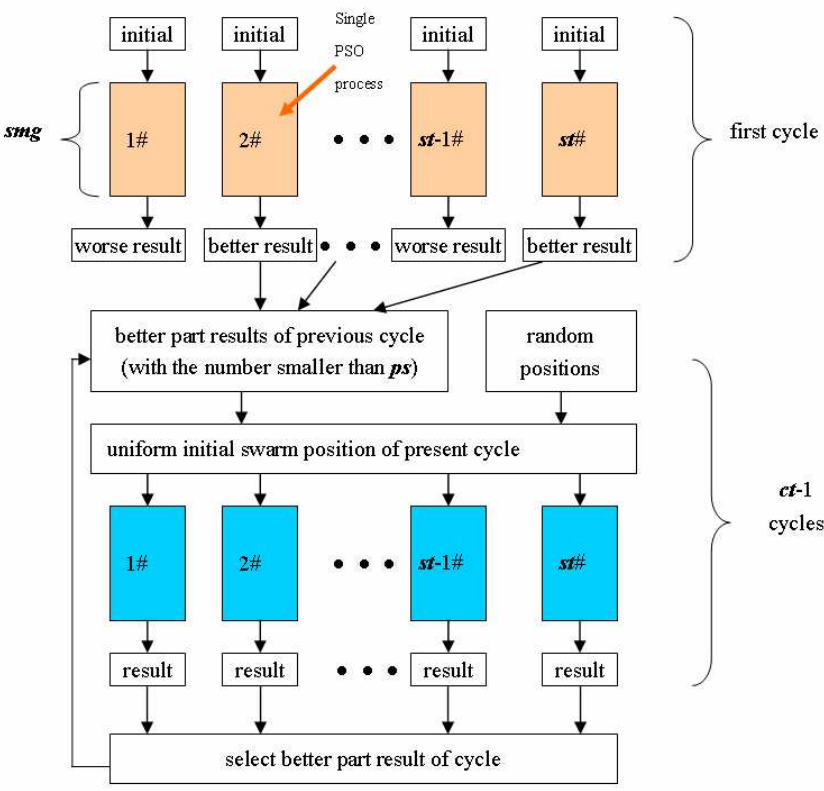 initial initial Single initial initial
PSO
process
smg 1# 2# • • • st-1# st# first cycle
worse result better result • • • worse result better result
better part results of previous cycle
(with the number smaller than ps)
random
positions
uniform initial swarm position of present cycle
ct-1
cycles
1# 2# • • • st-1# st#
result result • • • result result
select better part result of cycle